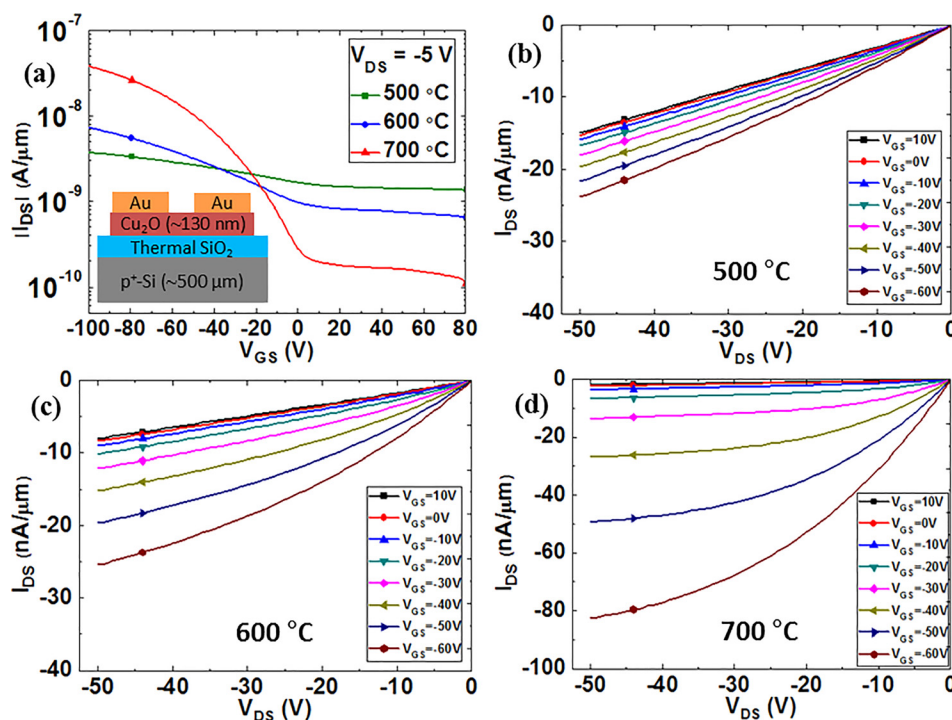 (a)
|I_DS| (A/μm)
10⁻⁷
10⁻⁸
10⁻⁹
10⁻¹⁰
V_DS = -5 V
500 °C
600 °C
700 °C
Au Au
Cu₂O (~130 nm)
Thermal SiO₂
p⁺-Si (~500 μm)
-100 -80 -60 -40 -20 0 20 40 60 80
V_GS (V)
(b)
I_DS (nA/μm)
0
-10
-20
-30
-40
V_GS=10V
V_GS=0V
V_GS=-10V
V_GS=-20V
V_GS=-30V
V_GS=-40V
V_GS=-50V
V_GS=-60V
500 °C
-50 -40 -30 -20 -10 0
V_DS (V)
(c)
I_DS (nA/μm)
0
-10
-20
-30
-40
V_GS=10V
V_GS=0V
V_GS=-10V
V_GS=-20V
V_GS=-30V
V_GS=-40V
V_GS=-50V
V_GS=-60V
600 °C
-50 -40 -30 -20 -10 0
V_DS (V)
(d)
I_DS (nA/μm)
0
-20
-40
-60
-80
-100
V_GS=10V
V_GS=0V
V_GS=-10V
V_GS=-20V
V_GS=-30V
V_GS=-40V
V_GS=-50V
V_GS=-60V
700 °C
-50 -40 -30 -20 -10 0
V_DS (V)